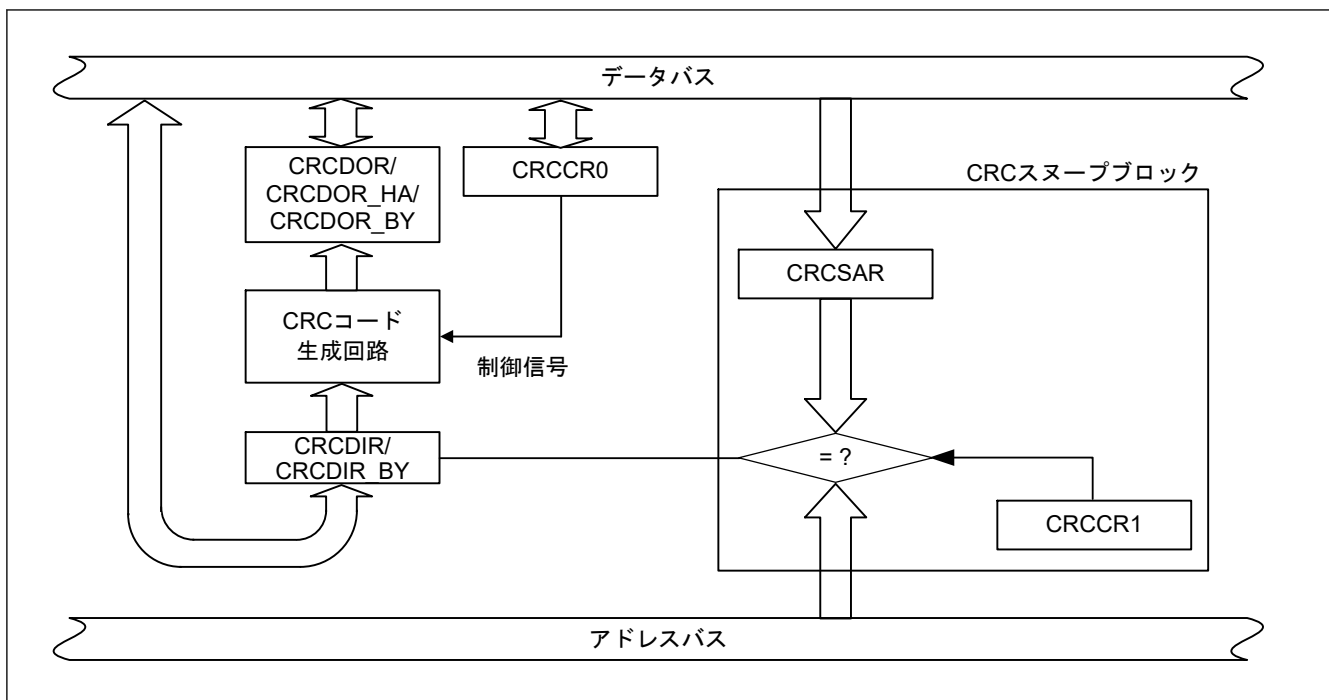 データバス
CRCDOR/
CRCDOR_HA/
CRCDOR_BY
CRCCR0
CRCスヌープブロック
CRCSAR
CRCコード
生成回路
制御信号
CRCDIR/
CRCDIR_BY
= ?
CRCCR1
アドレスバス